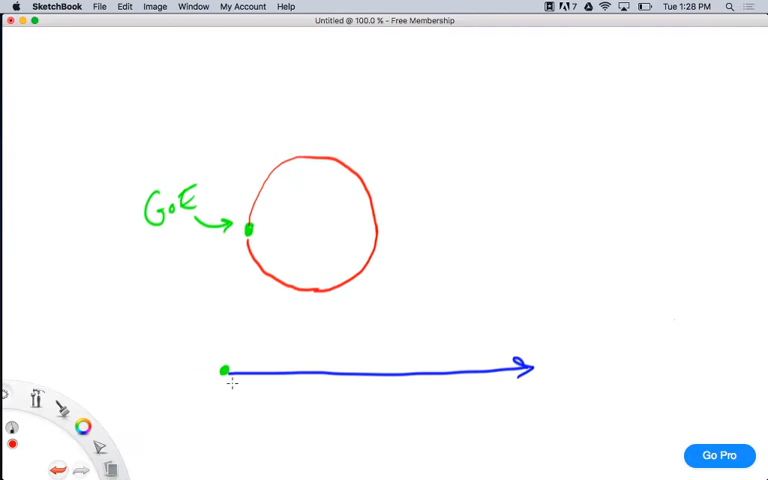 SketchBook File Edit Image Window My Account Help 7 Tue 1:28 PM
Untitled @ 100.0 % - Free Membership
GoE
Go Pro